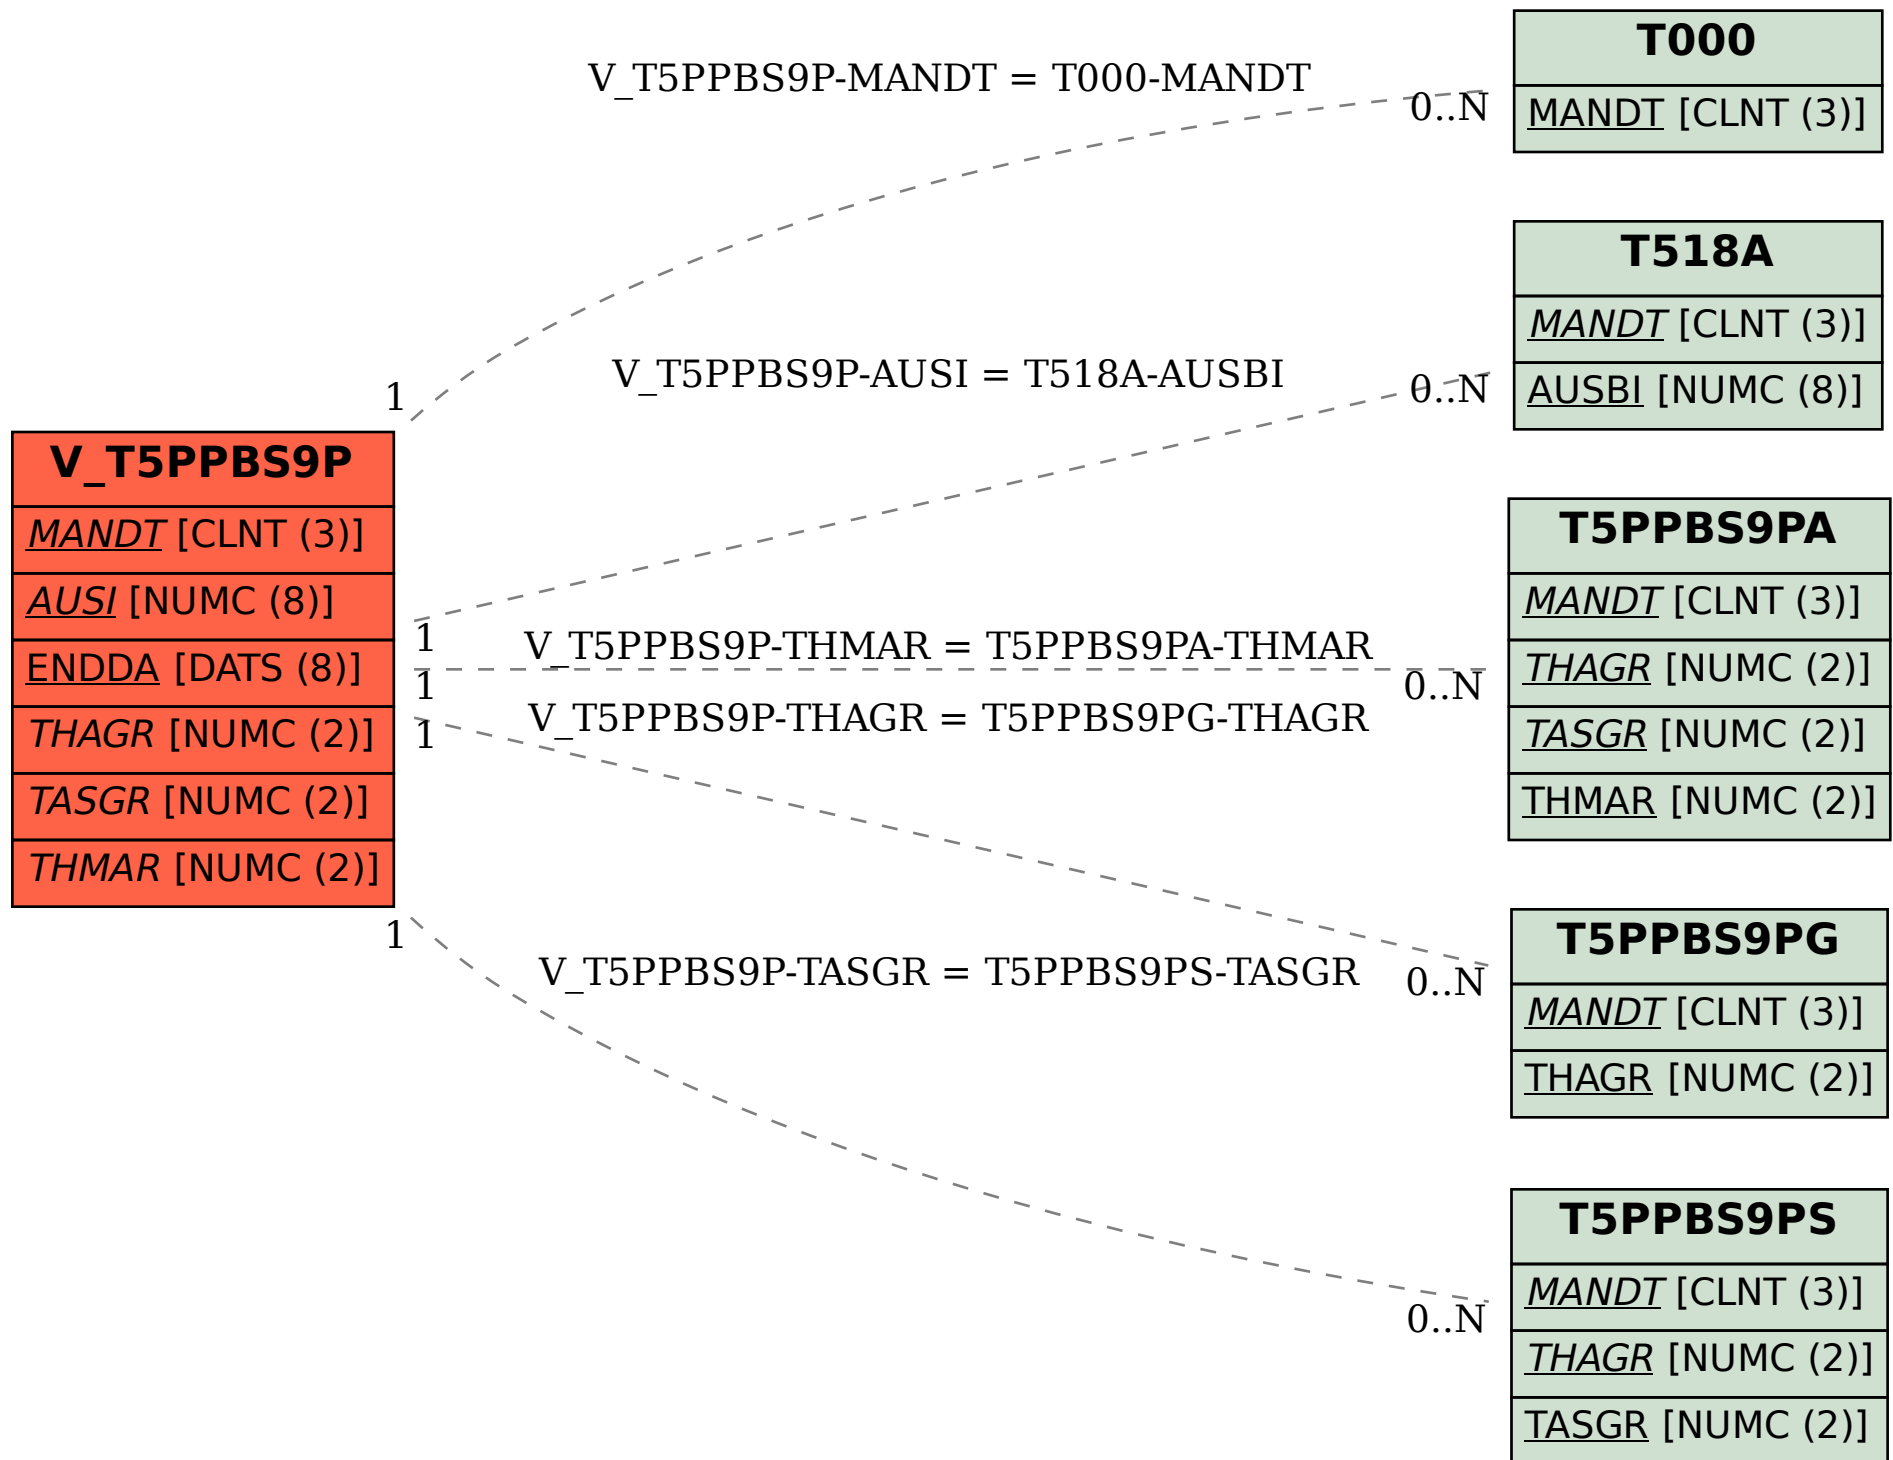 V_T5PPBS9P
MANDT [CLNT (3)]
AUSI [NUMC (8)]
ENDDA [DATS (8)]
THAGR [NUMC (2)]
TASGR [NUMC (2)]
THMAR [NUMC (2)]
V_T5PPBS9P-MANDT = T000-MANDT
1
0..N
V_T5PPBS9P-AUSI = T518A-AUSBI
1
0..N
V_T5PPBS9P-THMAR = T5PPBS9PA-THMAR
1
0..N
V_T5PPBS9P-THAGR = T5PPBS9PG-THAGR
1
0..N
V_T5PPBS9P-TASGR = T5PPBS9PS-TASGR
1
0..N
T000
MANDT [CLNT (3)]
T518A
MANDT [CLNT (3)]
AUSBI [NUMC (8)]
T5PPBS9PA
MANDT [CLNT (3)]
THAGR [NUMC (2)]
TASGR [NUMC (2)]
THMAR [NUMC (2)]
T5PPBS9PG
MANDT [CLNT (3)]
THAGR [NUMC (2)]
T5PPBS9PS
MANDT [CLNT (3)]
THAGR [NUMC (2)]
TASGR [NUMC (2)]